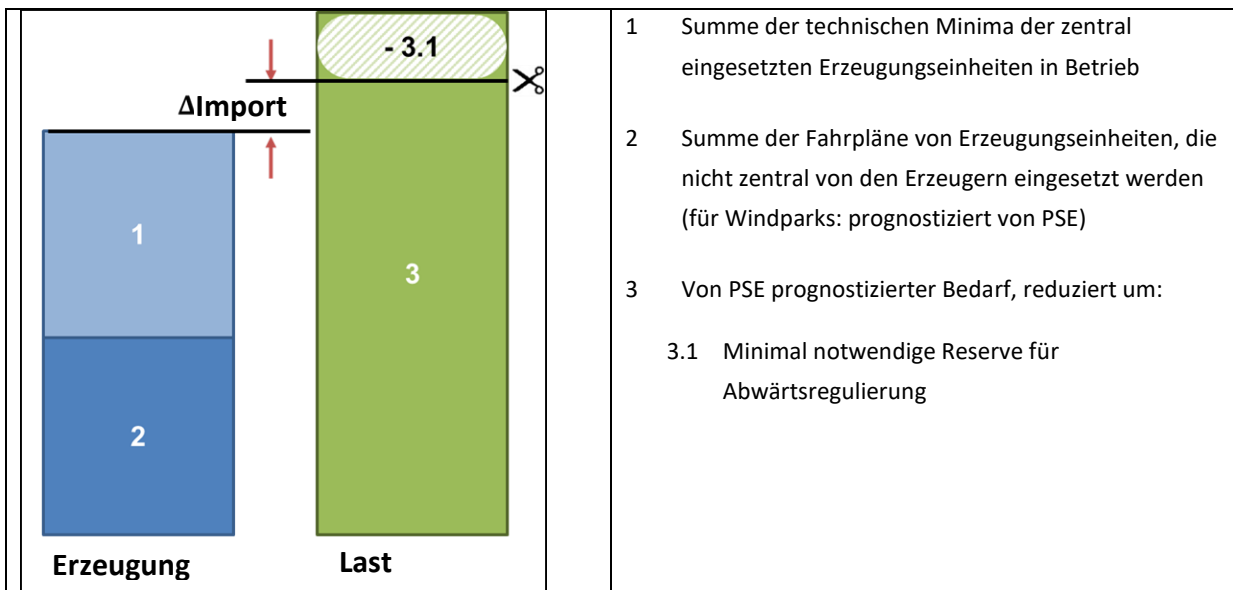 - 3.1
ΔImport
1
3
2
Erzeugung
Last
1 Summe der technischen Minima der zentral
eingesetzten Erzeugungseinheiten in Betrieb
2 Summe der Fahrpläne von Erzeugungseinheiten, die
nicht zentral von den Erzeugern eingesetzt werden
(für Windparks: prognostiziert von PSE)
3 Von PSE prognostizierter Bedarf, reduziert um:
3.1 Minimal notwendige Reserve für
Abwärtsregulierung